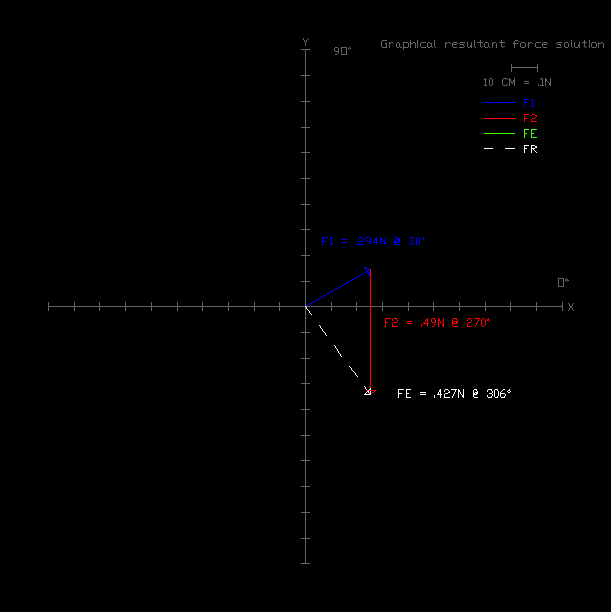 Y
90°
Graphical resultant force solution
10 CM = .1N
F1
F2
FE
FR
F1 = .294N @ 30°
0°
X
F2 = .49N @ 270°
FE = .427N @ 306°